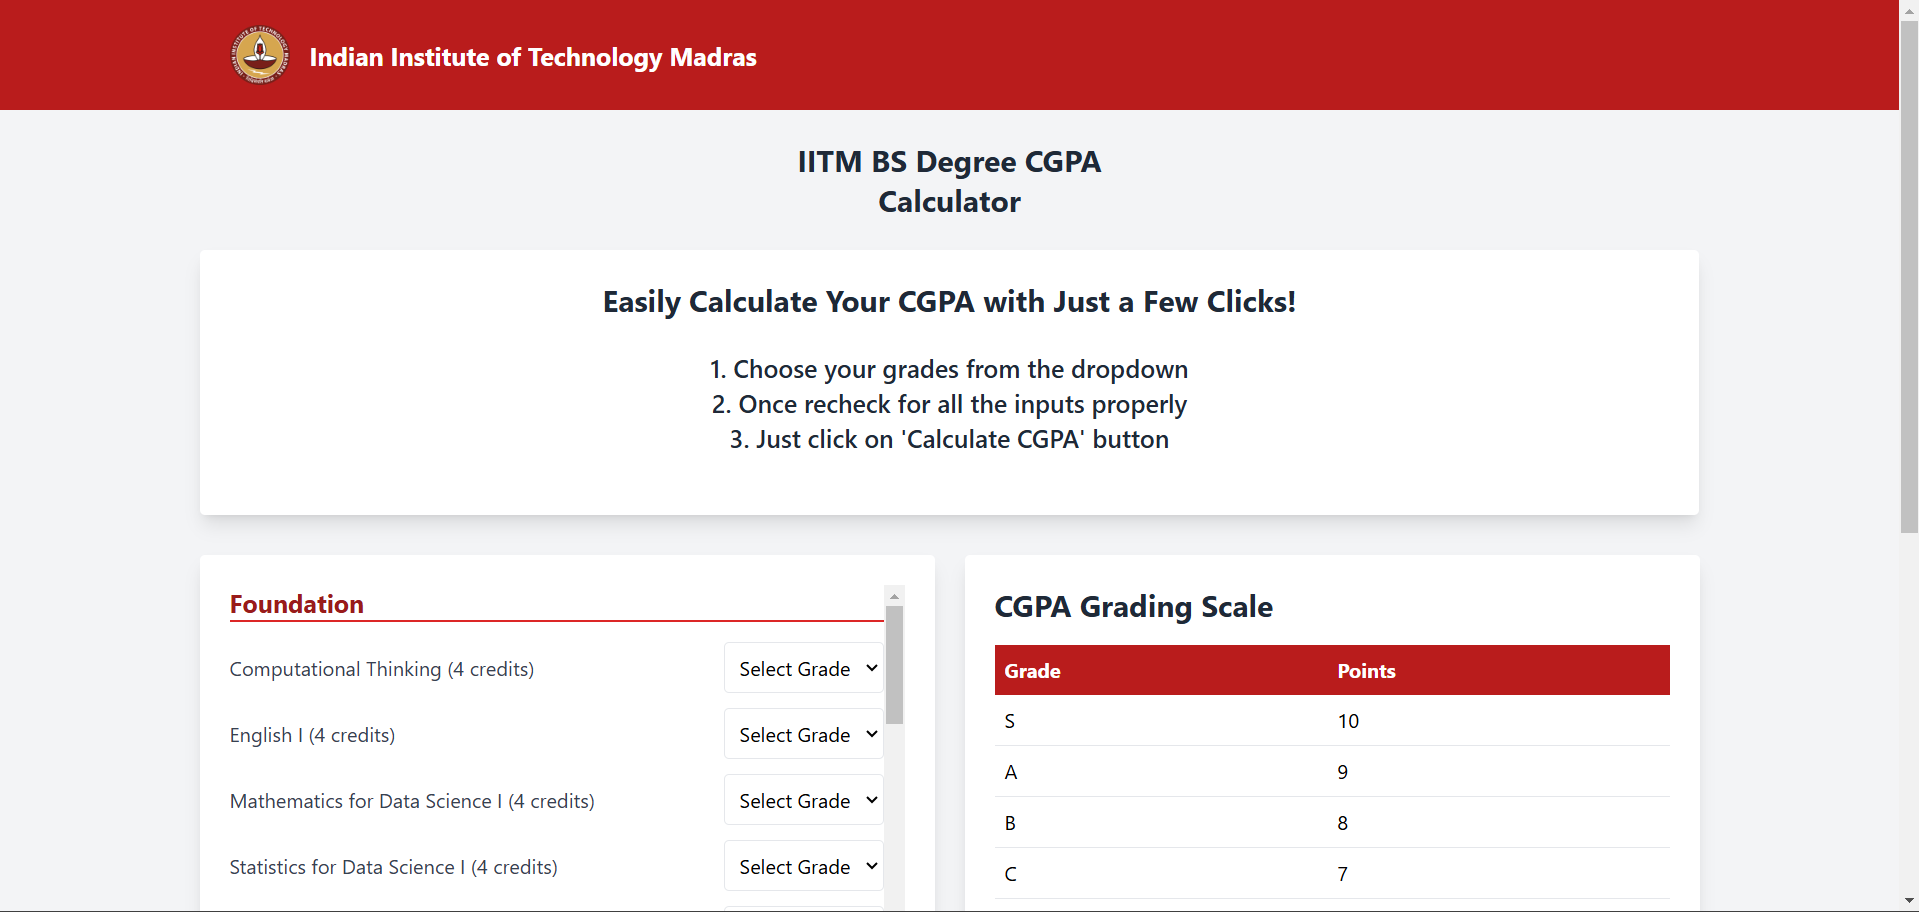 Indian Institute of Technology Madras
IITM BS Degree CGPA
Calculator
Easily Calculate Your CGPA with Just a Few Clicks!
1. Choose your grades from the dropdown
2. Once recheck for all the inputs properly
3. Just click on 'Calculate CGPA' button
Foundation
Computational Thinking (4 credits) Select Grade
English I (4 credits) Select Grade
Mathematics for Data Science I (4 credits) Select Grade
Statistics for Data Science I (4 credits) Select Grade
CGPA Grading Scale
Grade Points
S 10
A 9
B 8
C 7